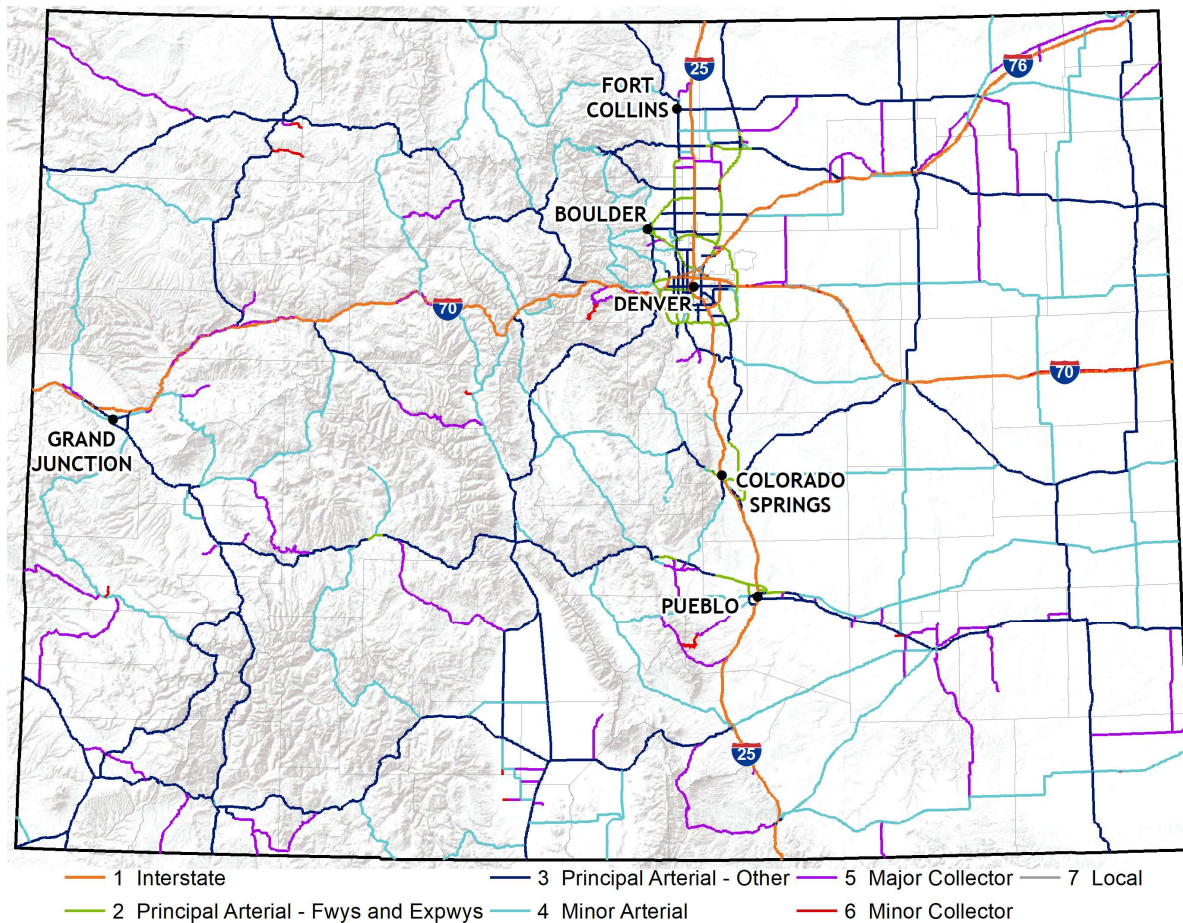 25
76
FORT
COLLINS
BOULDER
70
DENVER
70
GRAND
JUNCTION
COLORADO
SPRINGS
PUEBLO
25
1 Interstate
3 Principal Arterial - Other
5 Major Collector
7 Local
2 Principal Arterial - Fwys and Expwys
4 Minor Arterial
6 Minor Collector